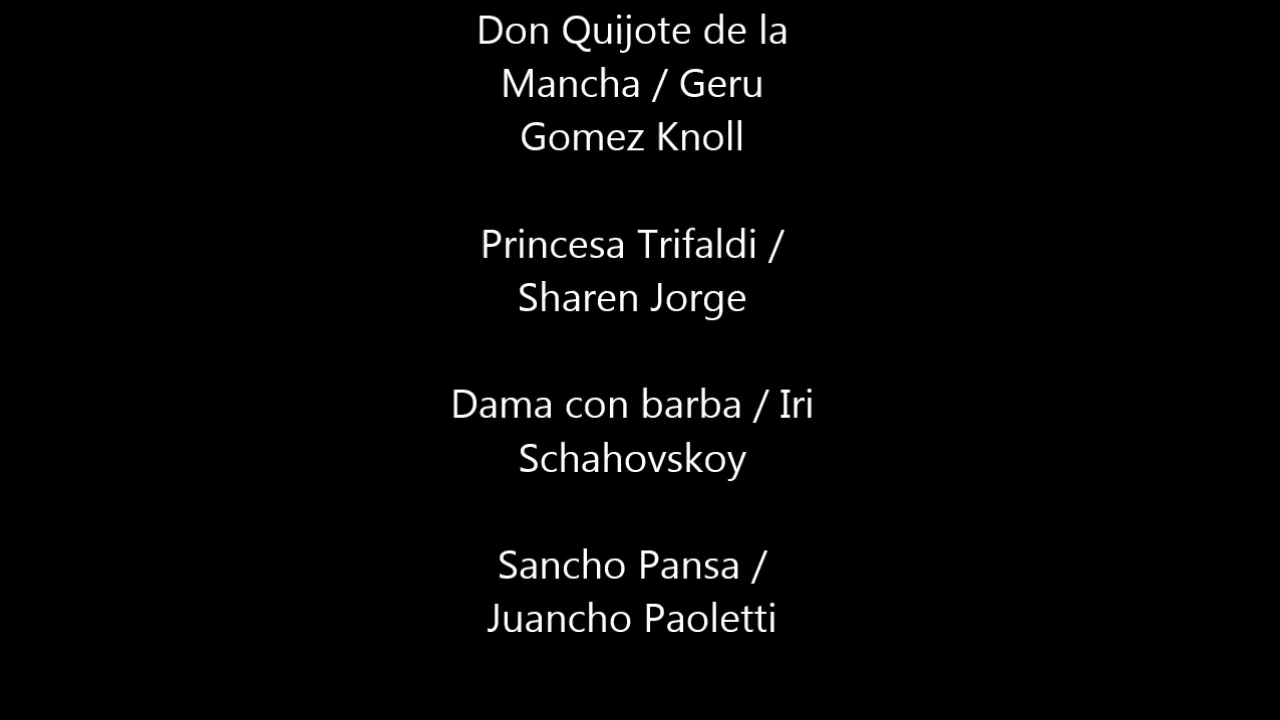 Don Quijote de la
Mancha / Geru
Gomez Knoll
Princesa Trifaldi /
Sharen Jorge
Dama con barba / Iri
Schahovskoy
Sancho Pansa /
Juancho Paoletti